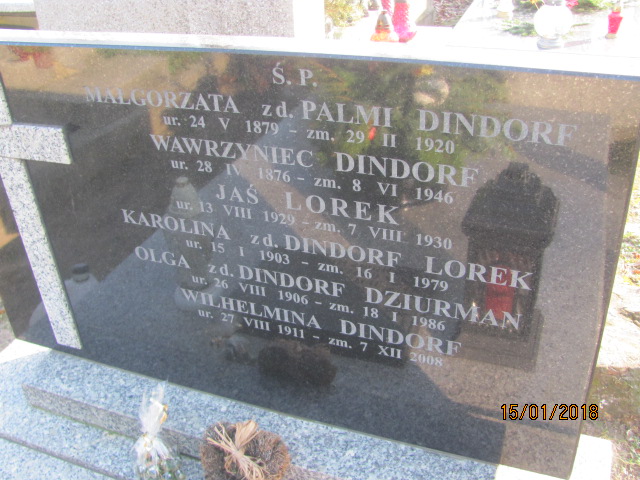 Ś. P.
MALGORZATA z d. PALMI DINDORF
ur. 24 V 1879 - zm. 29 II 1920
WAWRZYNIEC DINDORF
ur. 28 IV 1876 - zm. 8 VI 1946
JAŚ LOREK
ur. 13 VIII 1929 - zm. 7 VIII 1930
KAROLINA z d. DINDORF LOREK
ur. 15 I 1903 - zm. 16 I 1979
OLGA z d. DINDORF DZIURMAN
ur. 26 VIII 1906 - zm. 18 I 1986
WILHELMINA DINDORF
ur. 27 VIII 1911 - zm. 7 XII 2008
15/01/2018